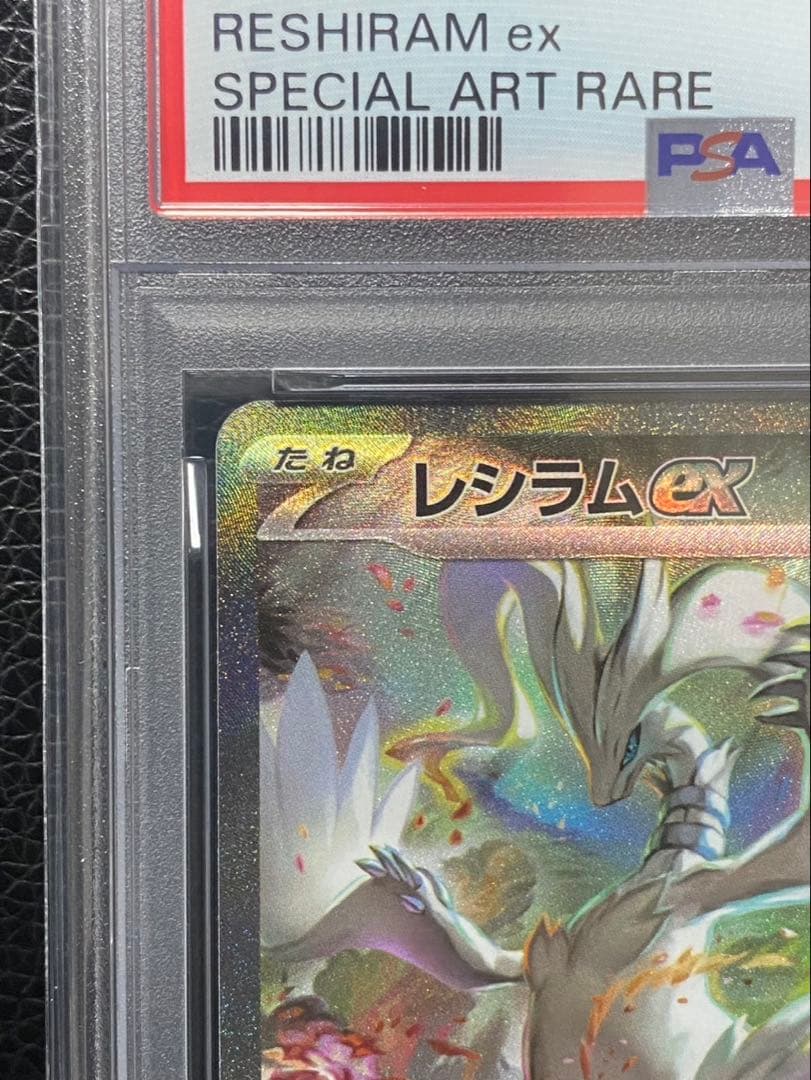 RESHIRAM ex
SPECIAL ART RARE
PSA
たね
レシラムex